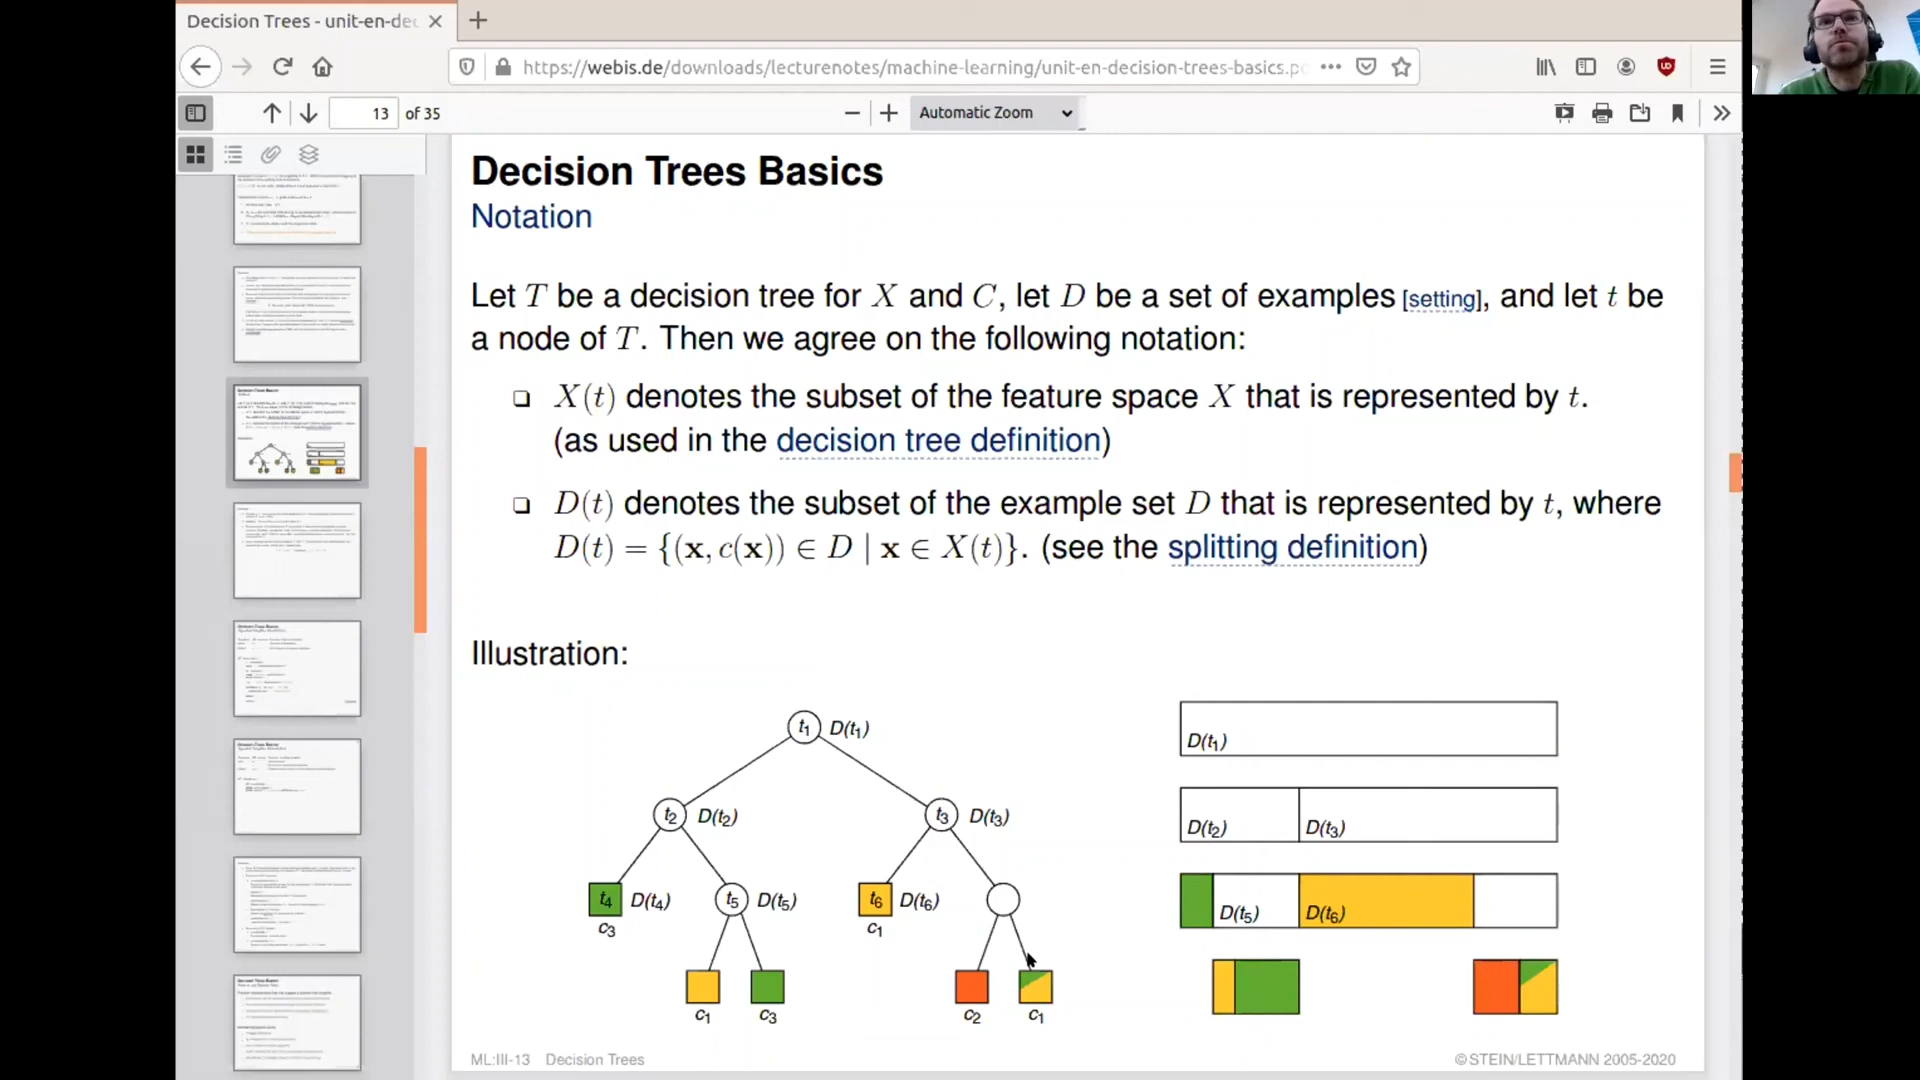 Decision Trees - unit-en-dec
https://webis.de/downloads/lecturenotes/machine-learning/unit-en-decision-trees-basics.pd
13 of 35
Automatic Zoom
Decision Trees Basics
Notation
Let T be a decision tree for X and C, let D be a set of examples [setting], and let t be
a node of T. Then we agree on the following notation:
❑ X(t) denotes the subset of the feature space X that is represented by t.
(as used in the decision tree definition)
❑ D(t) denotes the subset of the example set D that is represented by t, where
D(t) = {(x, c(x)) ∈ D | x ∈ X(t)}. (see the splitting definition)
Illustration:
t1 D(t1)
t2 D(t2) t3 D(t3)
t4 D(t4) t5 D(t5) t6 D(t6)
c3 c1
c1 c3 c2 c1
D(t1)
D(t2) D(t3)
D(t5) D(t6)
ML:III-13 Decision Trees
©STEIN/LETTMANN 2005-2020